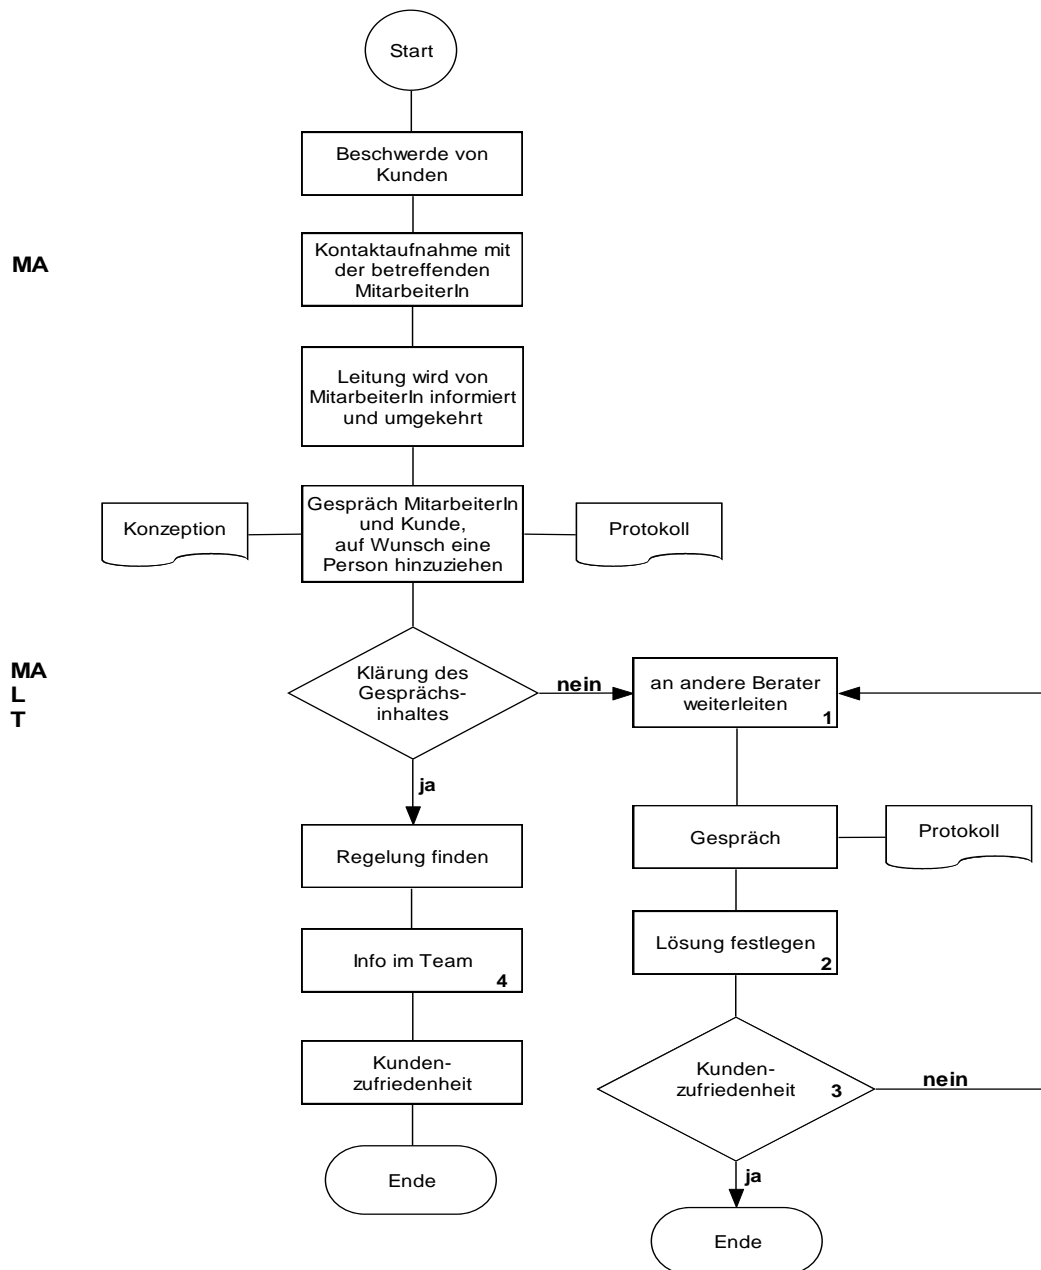 Start
Beschwerde von
Kunden
MA
Kontaktaufnahme mit
der betreffenden
MitarbeiterIn
Leitung wird von
MitarbeiterIn informiert
und umgekehrt
Konzeption
Gespräch MitarbeiterIn
und Kunde,
auf Wunsch eine
Person hinzuziehen
Protokoll
MA
L
T
Klärung des
Gesprächs-
inhaltes
nein
an andere Berater
weiterleiten
1
ja
Regelung finden
Gespräch
Protokoll
Info im Team
4
Lösung festlegen
2
Kunden-
zufriedenheit
Kunden-
zufriedenheit
3
nein
ja
Ende
Ende